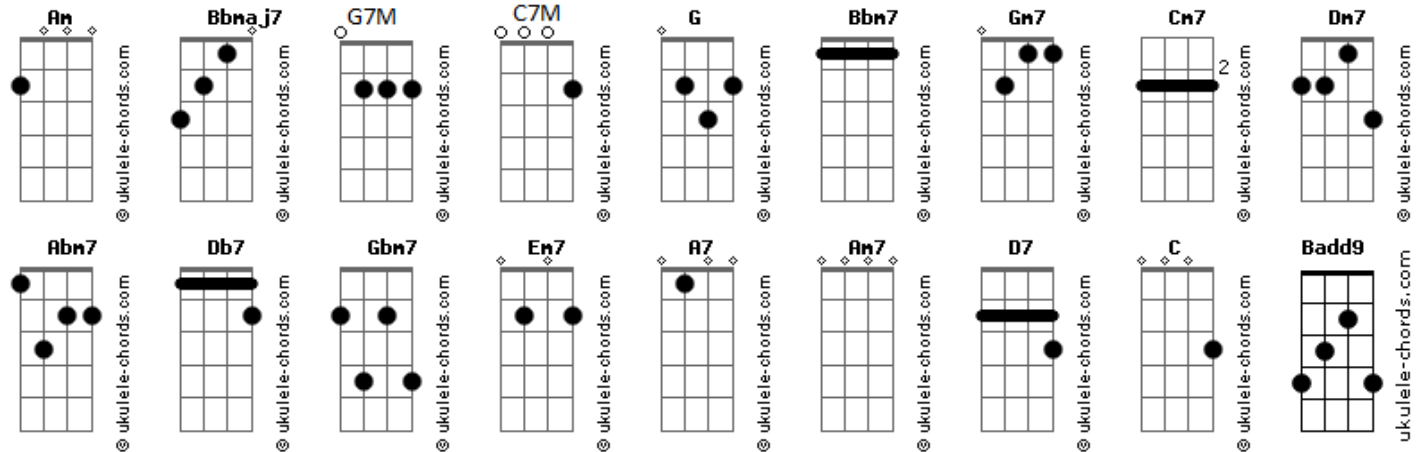 Am Bbmaj7 G7M C7M G Bbm7 Gm7 Cm7 Dm7
© ukulele-chords.com © ukulele-chords.com © ukulele-chords.com © ukulele-chords.com © ukulele-chords.com © ukulele-chords.com © ukulele-chords.com 2 © ukulele-chords.com © ukulele-chords.com
Abm7 Db7 Gbm7 Em7 A7 Am7 D7 C Badd9
© ukulele-chords.com © ukulele-chords.com © ukulele-chords.com © ukulele-chords.com © ukulele-chords.com © ukulele-chords.com © ukulele-chords.com © ukulele-chords.com ukulele-chords.com